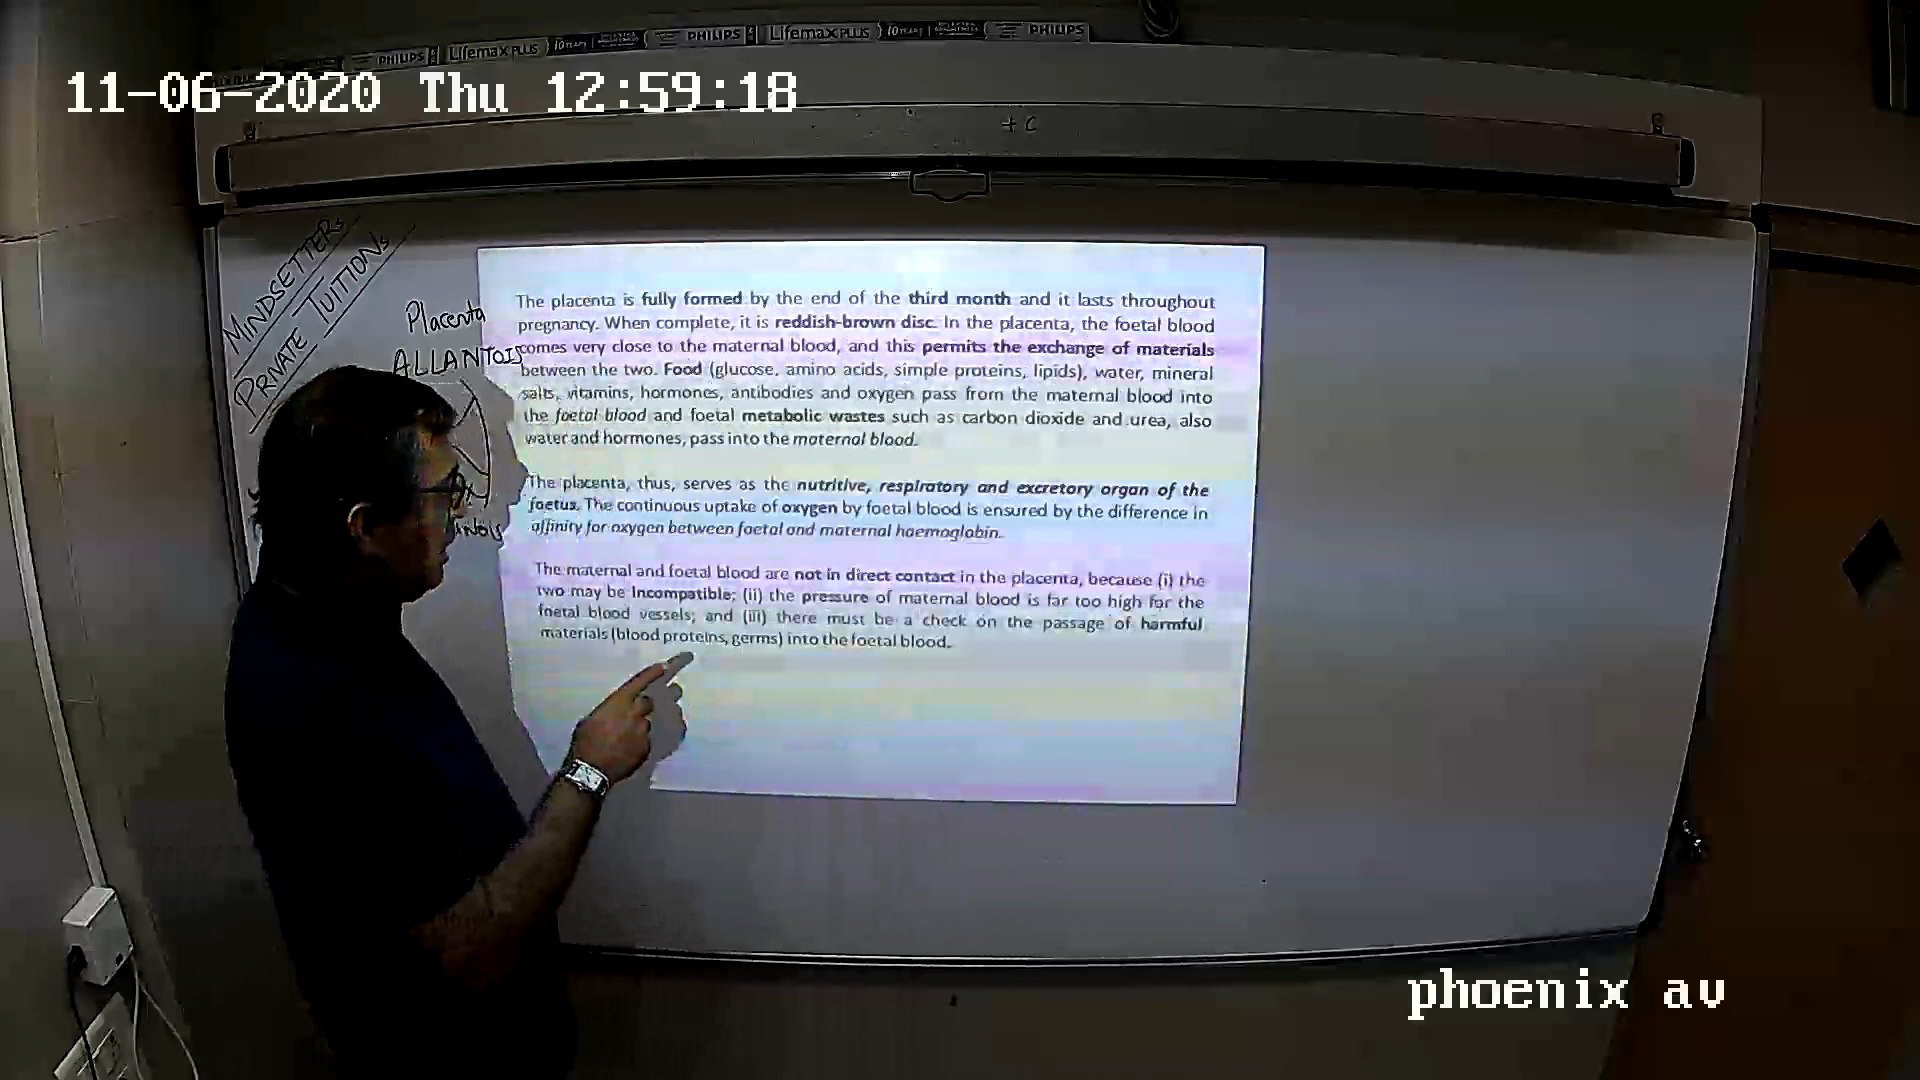 PHILIPS
Lifemax PLUS
10 years
PHILIPS
Lifemax PLUS
10 years
PHILIPS
11-06-2020 Thu 12:59:18
+ C
MINDSETTERS
PRIVATE TUITIONS
Placenta
ALLANTOIS
The placenta is fully formed by the end of the third month and it lasts throughout
pregnancy. When complete, it is reddish-brown disc. In the placenta, the foetal blood
comes very close to the maternal blood, and this permits the exchange of materials
between the two. Food (glucose, amino acids, simple proteins, lipids), water, mineral
salts, vitamins, hormones, antibodies and oxygen pass from the maternal blood into
the foetal blood and foetal metabolic wastes such as carbon dioxide and urea, also
water and hormones, pass into the maternal blood.
The placenta, thus, serves as the nutritive, respiratory and excretory organ of the
foetus. The continuous uptake of oxygen by foetal blood is ensured by the difference in
affinity for oxygen between foetal and maternal haemoglobin.
The maternal and foetal blood are not in direct contact in the placenta, because (i) the
two may be incompatible; (ii) the pressure of maternal blood is far too high for the
foetal blood vessels; and (iii) there must be a check on the passage of harmful
materials (blood proteins, germs) into the foetal blood.
phoenix av